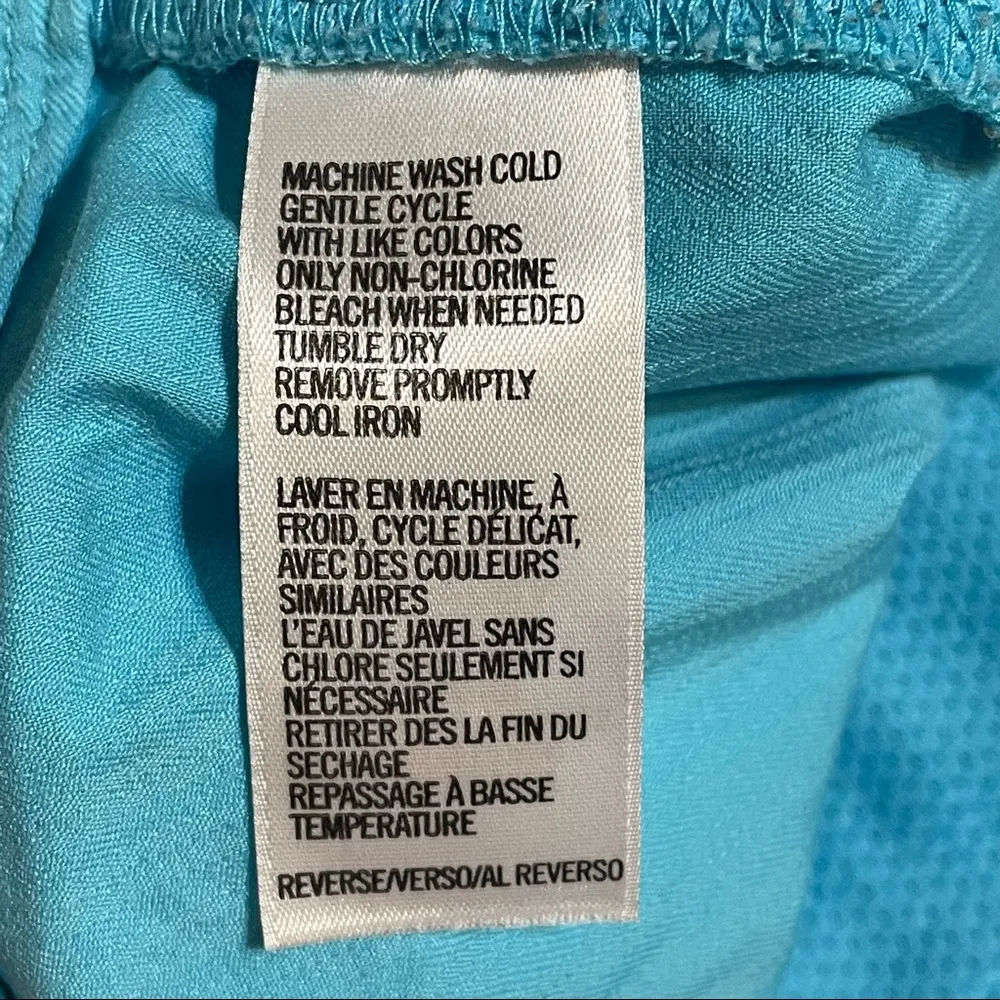 MACHINE WASH COLD
GENTLE CYCLE
WITH LIKE COLORS
ONLY NON-CHLORINE
BLEACH WHEN NEEDED
TUMBLE DRY
REMOVE PROMPTLY
COOL IRON
LAVER EN MACHINE, À
FROID, CYCLE DÉLICAT,
AVEC DES COULEURS
SIMILAIRES
L'EAU DE JAVEL SANS
CHLORE SEULEMENT SI
NÉCESSAIRE
RETIRER DES LA FIN DU
SECHAGE
REPASSAGE À BASSE
TEMPERATURE
REVERSE/VERSO/AL REVERSO